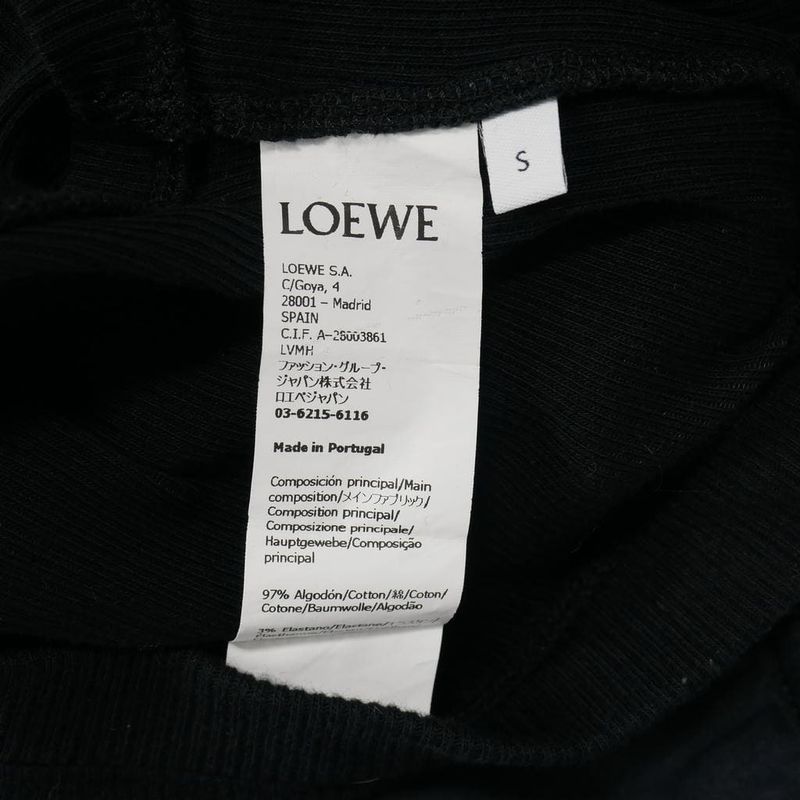 S
LOEWE
LOEWE S.A.
C/Goya, 4
28001 – Madrid
SPAIN
C.I.F. A-28003861
LVMH
ファッション・グループ・
ジャパン株式会社
ロエベジャパン
03-6215-6116
Made in Portugal
Composición principal/Main
composition/メインファブリック/
Composition principal/
Composizione principale/
Hauptgewebe/Composição
principal
97% Algodón/Cotton/綿/Coton/
Cotone/Baumwolle/Algodão
3% Elastano/Elastane/